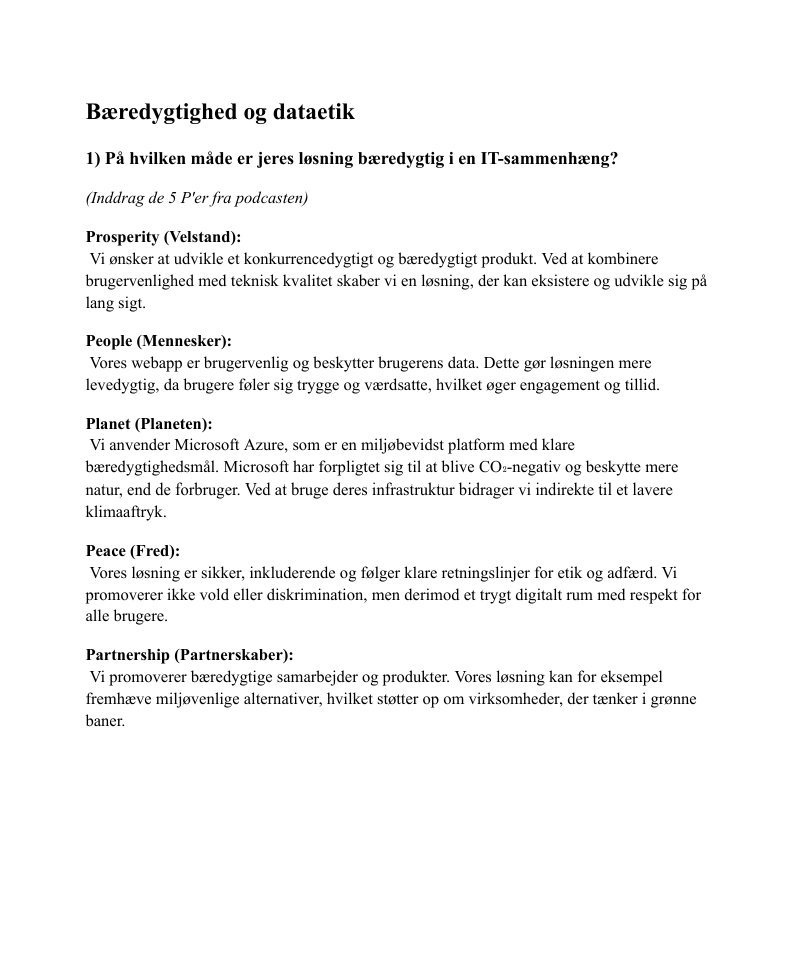 Bæredygtighed og dataetik
1) På hvilken måde er jeres løsning bæredygtig i en IT-sammenhæng?
(Inddrag de 5 P'er fra podcasten)
Prosperity (Velstand):
Vi ønsker at udvikle et konkurrencedygtigt og bæredygtigt produkt. Ved at kombinere
brugervenlighed med teknisk kvalitet skaber vi en løsning, der kan eksistere og udvikle sig på
lang sigt.
People (Mennesker):
Vores webapp er brugervenlig og beskytter brugerens data. Dette gør løsningen mere
levedygtig, da brugere føler sig trygge og værdsatte, hvilket øger engagement og tillid.
Planet (Planeten):
Vi anvender Microsoft Azure, som er en miljøbevidst platform med klare
bæredygtighedsmål. Microsoft har forpligtet sig til at blive CO₂-negativ og beskytte mere
natur, end de forbruger. Ved at bruge deres infrastruktur bidrager vi indirekte til et lavere
klimaaftryk.
Peace (Fred):
Vores løsning er sikker, inkluderende og følger klare retningslinjer for etik og adfærd. Vi
promoverer ikke vold eller diskrimination, men derimod et trygt digitalt rum med respekt for
alle brugere.
Partnership (Partnerskaber):
Vi promoverer bæredygtige samarbejder og produkter. Vores løsning kan for eksempel
fremhæve miljøvenlige alternativer, hvilket støtter op om virksomheder, der tænker i grønne
baner.